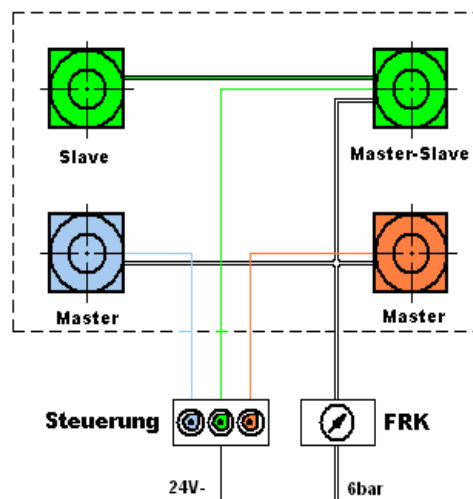 Slave
Master-Slave
Master
Master
Steuerung
FRK
24V-
6bar